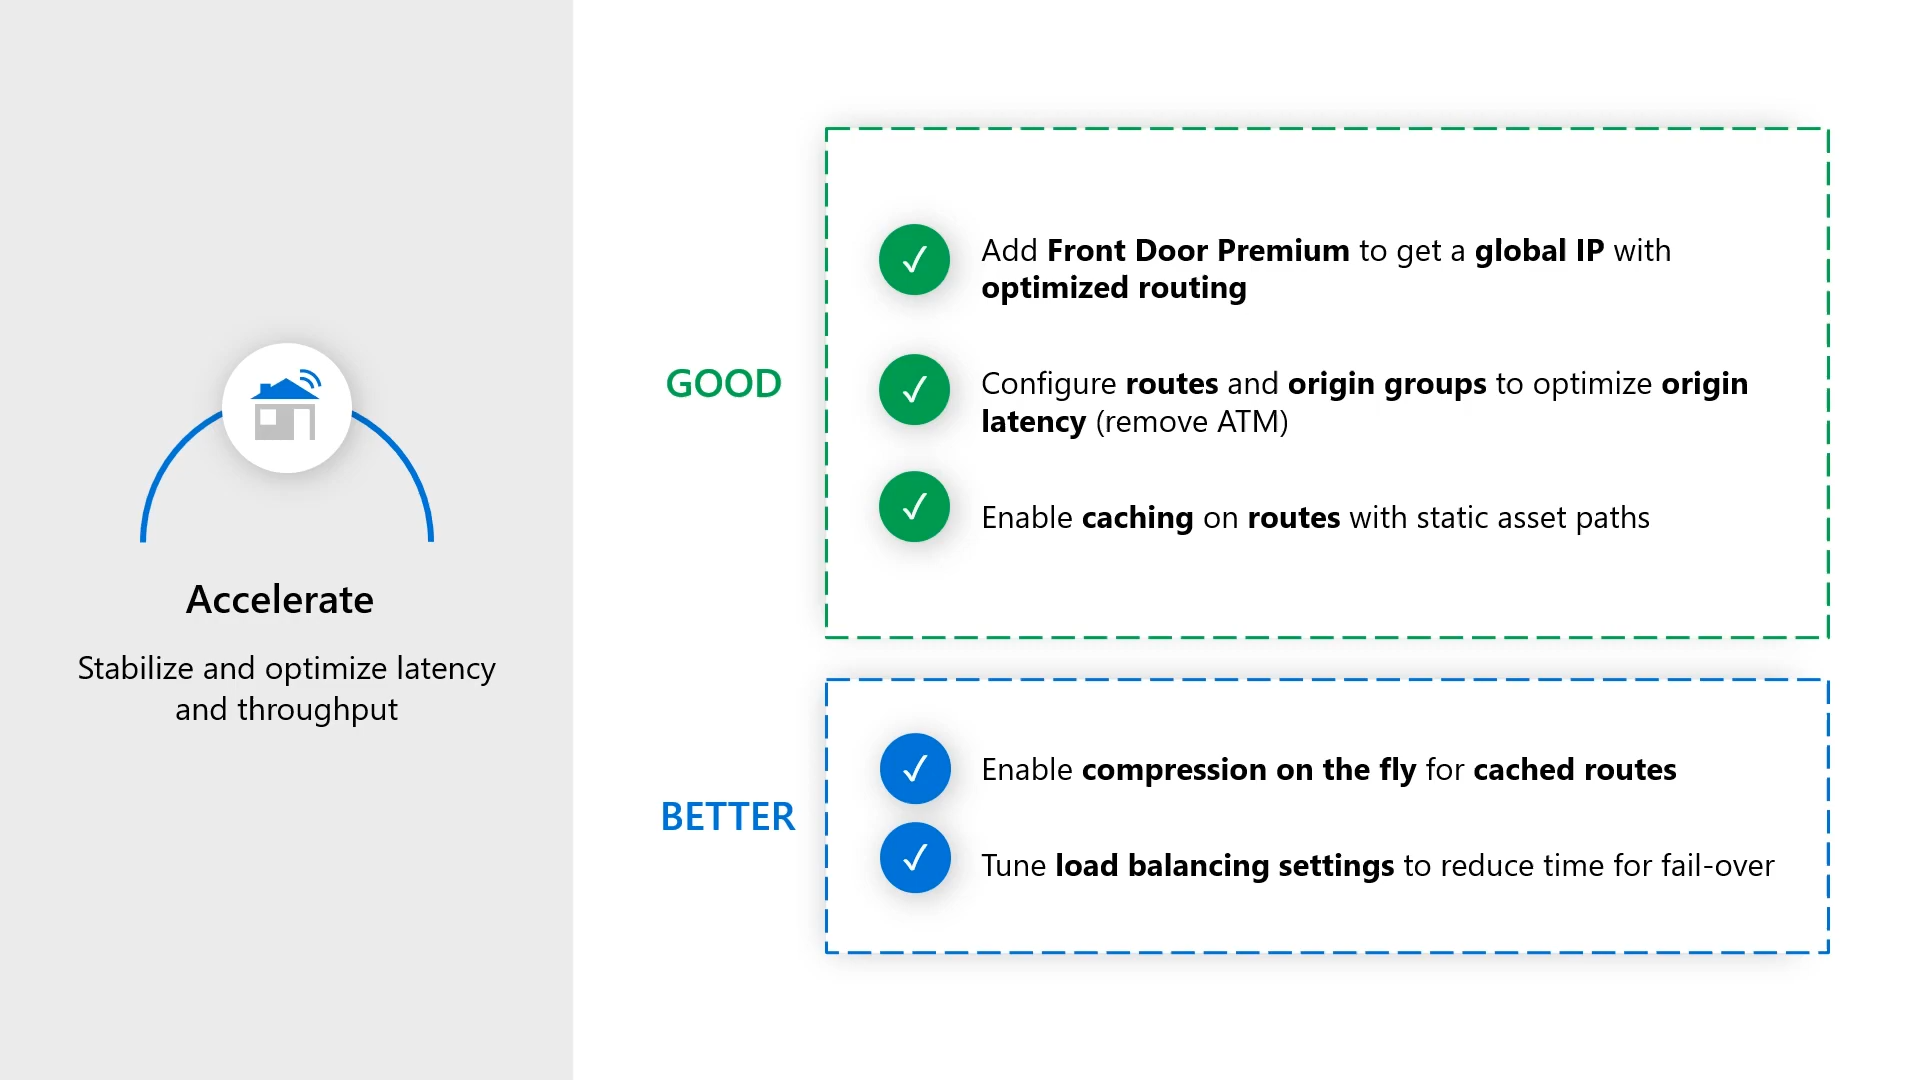 Accelerate
Stabilize and optimize latency
and throughput
GOOD
Add Front Door Premium to get a global IP with
optimized routing
Configure routes and origin groups to optimize origin
latency (remove ATM)
Enable caching on routes with static asset paths
BETTER
Enable compression on the fly for cached routes
Tune load balancing settings to reduce time for fail-over